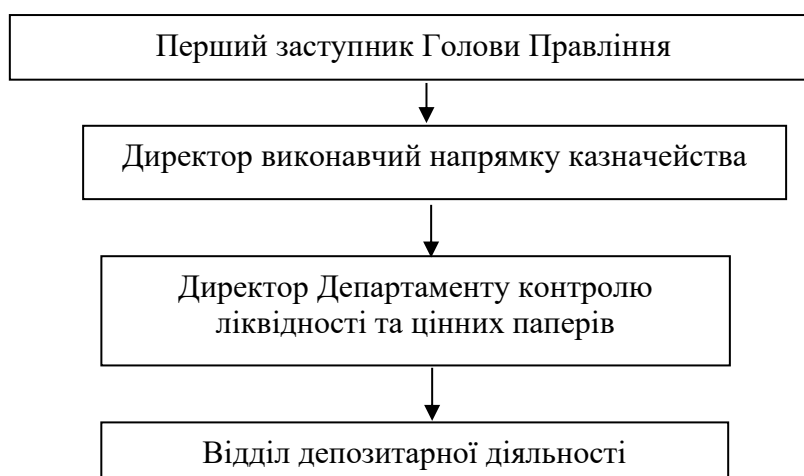 Перший заступник Голови Правління
Директор виконавчий напрямку казначейства
Директор Департаменту контролю
ліквідності та цінних паперів
Відділ депозитарної діяльності